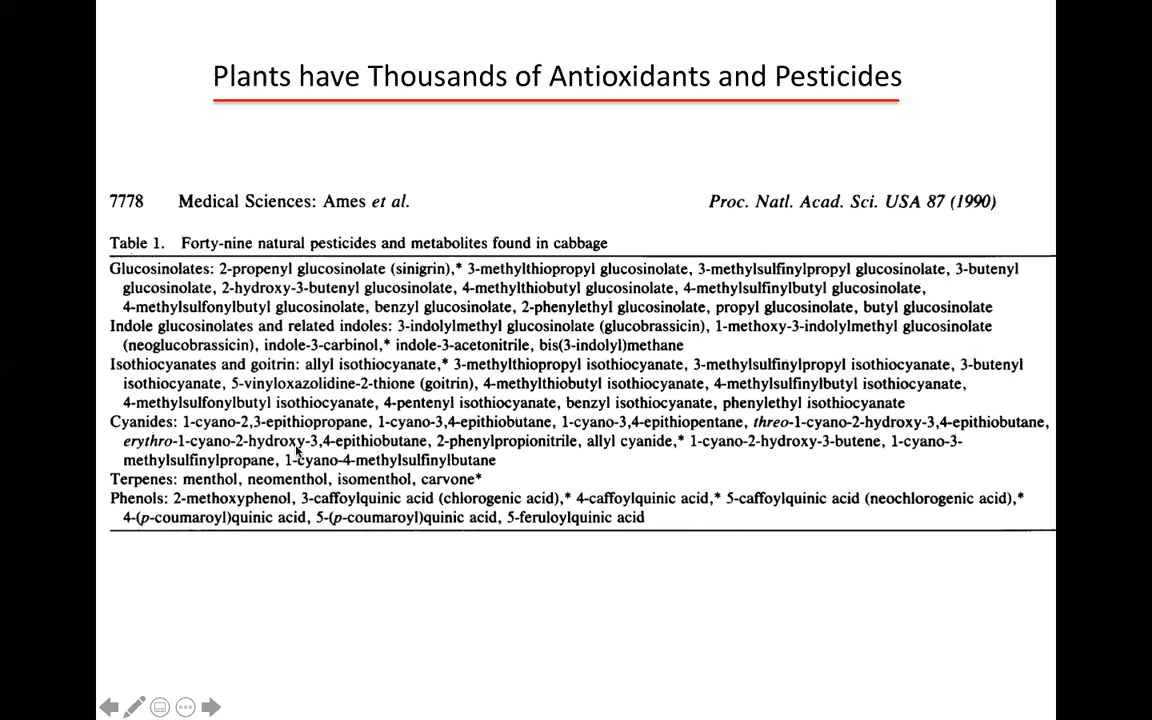 Plants have Thousands of Antioxidants and Pesticides
7778 Medical Sciences: Ames et al. Proc. Natl. Acad. Sci. USA 87 (1990)
Table 1. Forty-nine natural pesticides and metabolites found in cabbage
Glucosinolates: 2-propenyl glucosinolate (sinigrin),* 3-methylthiopropyl glucosinolate, 3-methylsulfinylpropyl glucosinolate, 3-butenyl
glucosinolate, 2-hydroxy-3-butenyl glucosinolate, 4-methylthiobutyl glucosinolate, 4-methylsulfinylbutyl glucosinolate,
4-methylsulfonylbutyl glucosinolate, benzyl glucosinolate, 2-phenylethyl glucosinolate, propyl glucosinolate, butyl glucosinolate
Indole glucosinolates and related indoles: 3-indolylmethyl glucosinolate (glucobrassicin), 1-methoxy-3-indolylmethyl glucosinolate
(neoglucobrassicin), indole-3-carbinol,* indole-3-acetonitrile, bis(3-indolyl)methane
Isothiocyanates and goitrin: allyl isothiocyanate,* 3-methylthiopropyl isothiocyanate, 3-methylsulfinylpropyl isothiocyanate, 3-butenyl
isothiocyanate, 5-vinyloxazolidine-2-thione (goitrin), 4-methylthiobutyl isothiocyanate, 4-methylsulfinylbutyl isothiocyanate,
4-methylsulfonylbutyl isothiocyanate, 4-pentenyl isothiocyanate, benzyl isothiocyanate, phenylethyl isothiocyanate
Cyanides: 1-cyano-2,3-epithiopropane, 1-cyano-3,4-epithiobutane, 1-cyano-3,4-epithiopentane, threo-1-cyano-2-hydroxy-3,4-epithiobutane,
erythro-1-cyano-2-hydroxy-3,4-epithiobutane, 2-phenylpropionitrile, allyl cyanide,* 1-cyano-2-hydroxy-3-butene, 1-cyano-3-
methylsulfinylpropane, 1-cyano-4-methylsulfinylbutane
Terpenes: menthol, neomenthol, isomenthol, carvone*
Phenols: 2-methoxyphenol, 3-caffoylquinic acid (chlorogenic acid),* 4-caffoylquinic acid,* 5-caffoylquinic acid (neochlorogenic acid),*
4-(p-coumaroyl)quinic acid, 5-(p-coumaroyl)quinic acid, 5-feruloylquinic acid